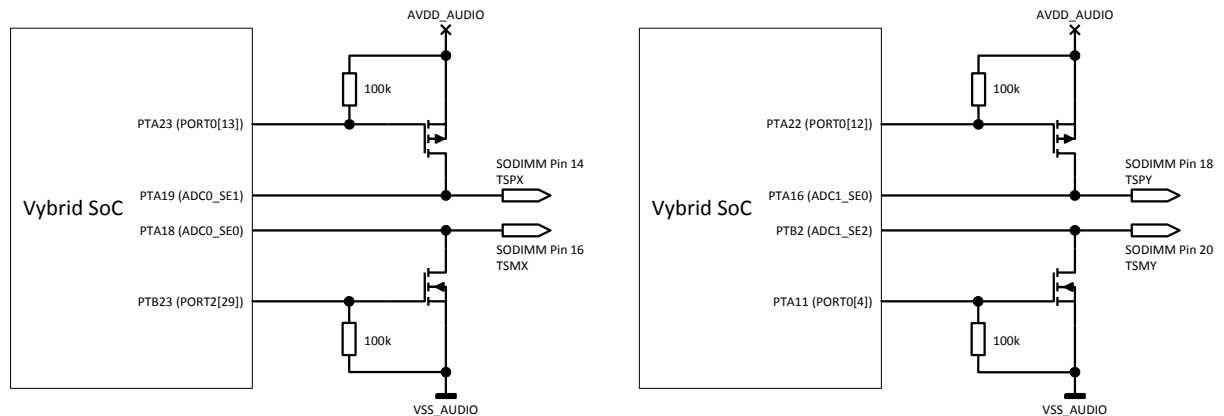 AVDD_AUDIO
100k
PTA23 (PORT0[13])
SODIMM Pin 14
TSPX
PTA19 (ADC0_SE1)
Vybrid SoC
PTA18 (ADC0_SE0)
SODIMM Pin 16
TSMX
PTB23 (PORT2[29])
100k
VSS_AUDIO
AVDD_AUDIO
100k
PTA22 (PORT0[12])
SODIMM Pin 18
TSPY
PTA16 (ADC1_SE0)
Vybrid SoC
PTB2 (ADC1_SE2)
SODIMM Pin 20
TSMY
PTA11 (PORT0[4])
100k
VSS_AUDIO